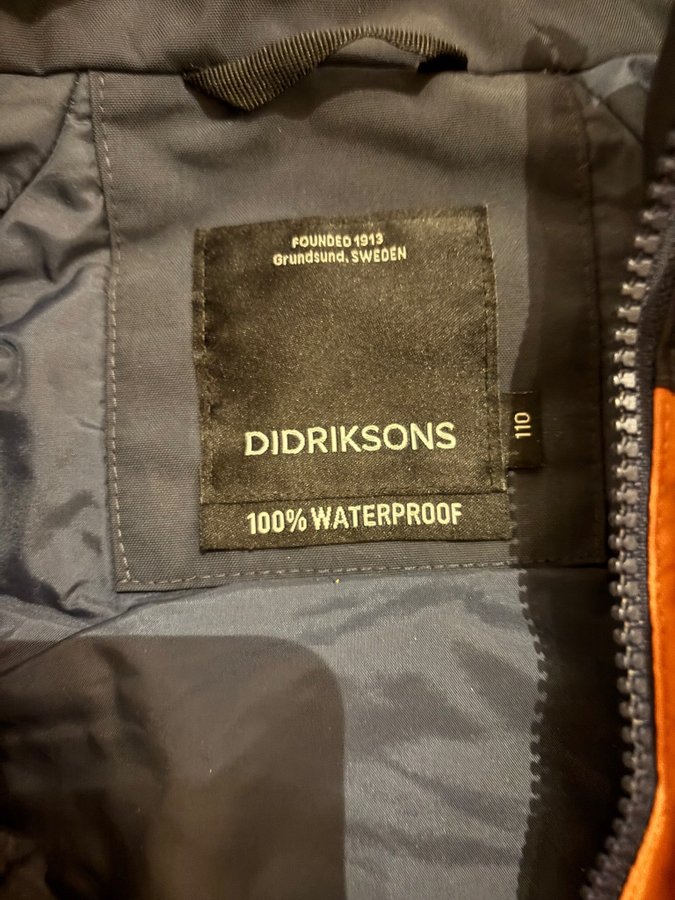 FOUNDED 1913
Grundsund, SWEDEN
DIDRIKSONS
110
100% WATERPROOF